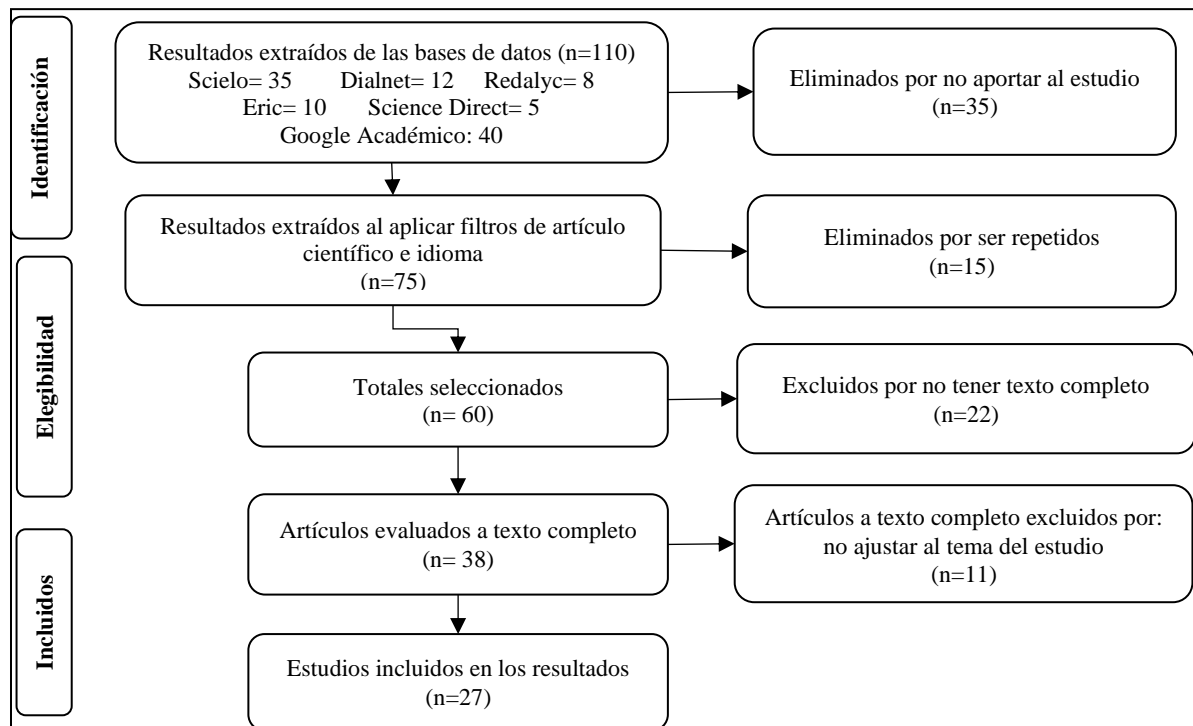 Identificación
Resultados extraídos de las bases de datos (n=110)
Scielo= 35 Dialnet= 12 Redalyc= 8
Eric= 10 Science Direct= 5
Google Académico: 40
Eliminados por no aportar al estudio
(n=35)
Resultados extraídos al aplicar filtros de artículo
científico e idioma
(n=75)
Eliminados por ser repetidos
(n=15)
Elegibilidad
Totales seleccionados
(n= 60)
Excluidos por no tener texto completo
(n=22)
Artículos evaluados a texto completo
(n= 38)
Artículos a texto completo excluidos por:
no ajustar al tema del estudio
(n=11)
Incluidos
Estudios incluidos en los resultados
(n=27)